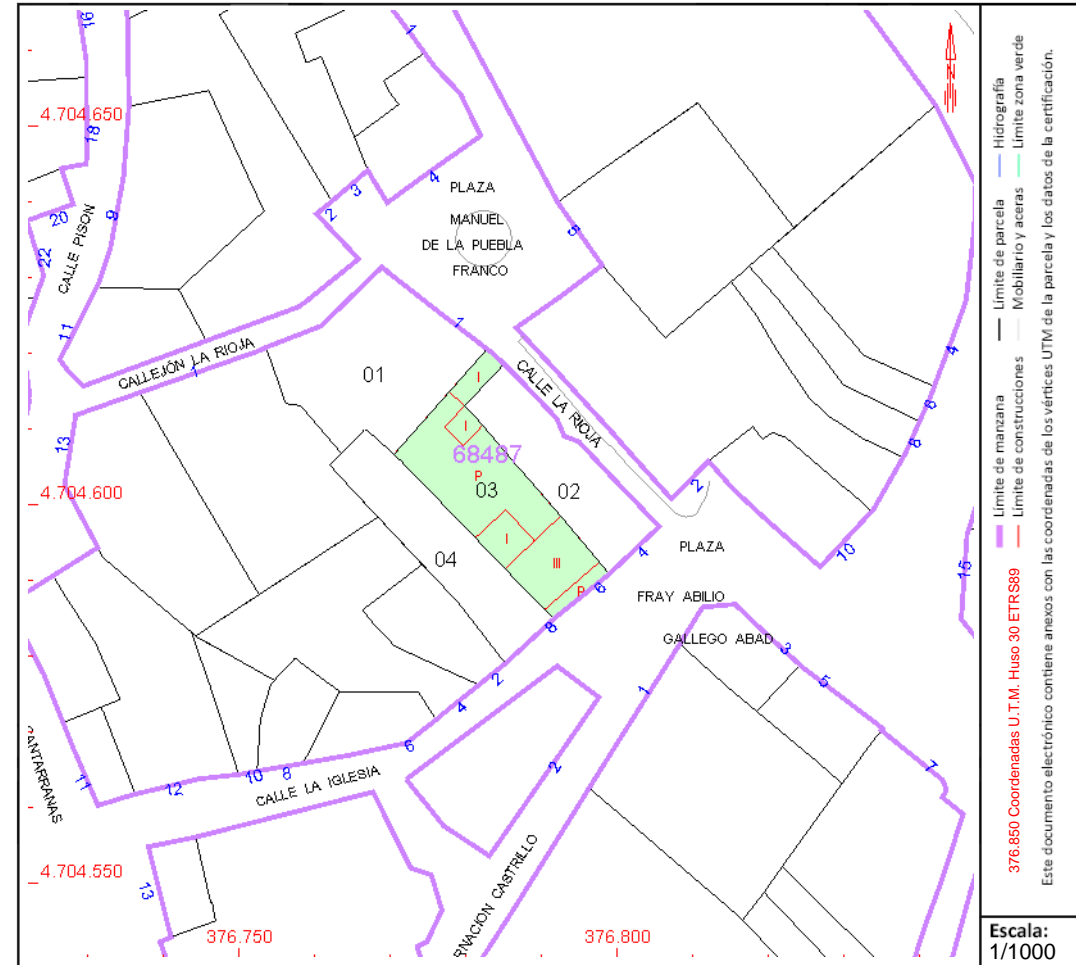 16
1
4.704.650
18
3
4
PLAZA
2
20
9
MANUEL
5
CALLE PISON
DE LA PUEBLA
22
FRANCO
11
1
CALLEJÓN LA RIOJA
1
CALLE LA RIOJA
01
I
4
6
13
I
8
68487
P
03
02
2
4.704.600
I
III
4
PLAZA
10
15
04
P
6
FRAY ABILIO
8
GALLEGO ABAD
3
2
1
5
4
6
2
7
11
12
10
8
CALLE LA IGLESIA
ANTARRANAS
4.704.550
13
RNACION CASTRILLO
376.750
376.800
N
Límite de manzana
Límite de parcela
Hidrografía
Límite de construcciones
Mobiliario y aceras
Límite zona verde
376.850 Coordenadas U.T.M. Huso 30 ETRS89
Este documento electrónico contiene anexos con las coordenadas de los vértices UTM de la parcela y los datos de la certificación.
Escala:
1/1000